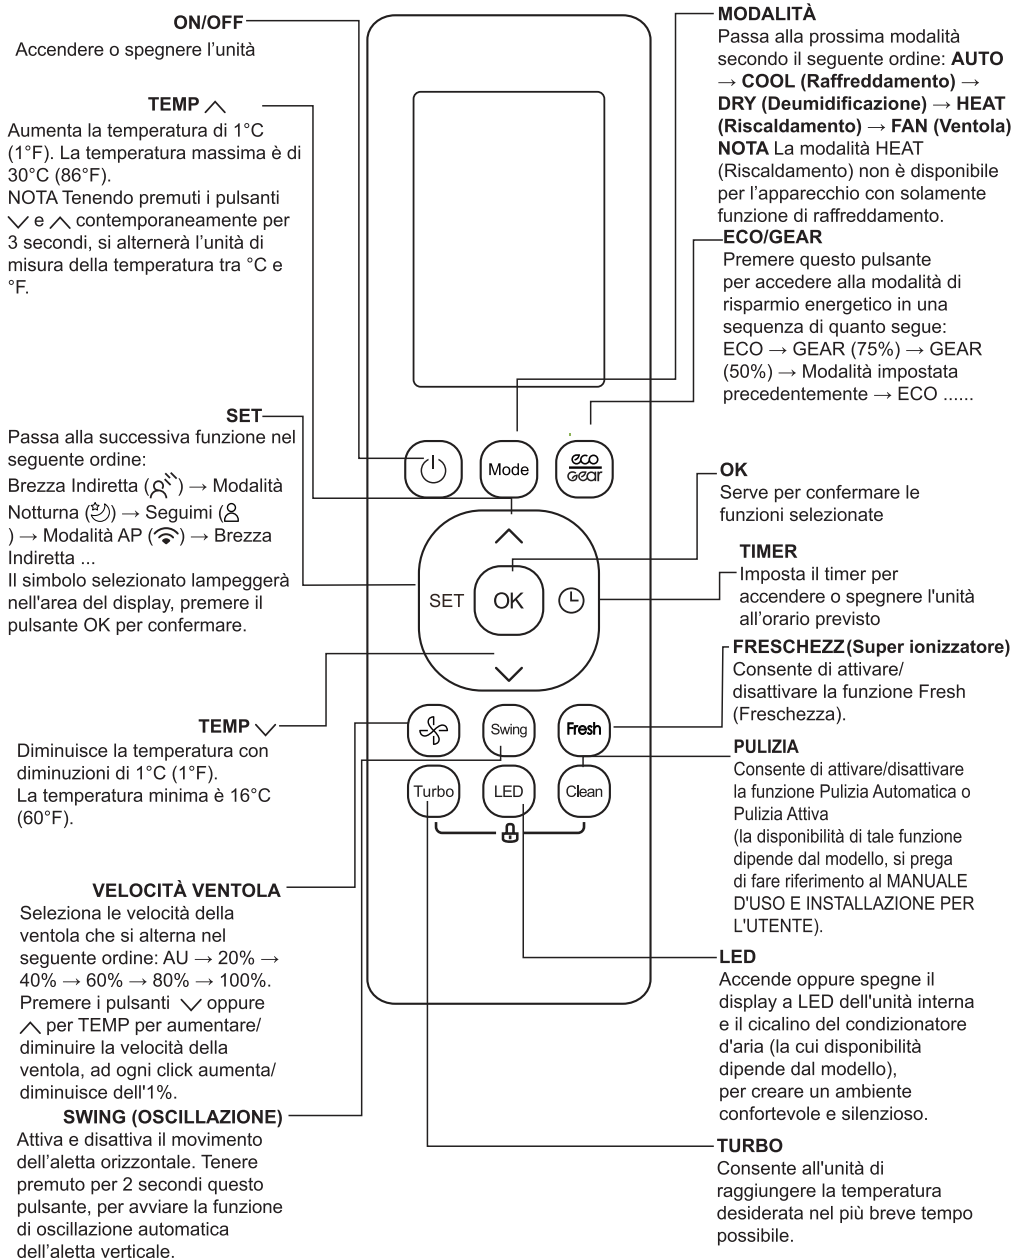 ON/OFF
Accendere o spegnere l'unità
TEMP
Aumenta la temperatura di 1°C
(1°F). La temperatura massima è di
30°C (86°F).
NOTA Tenendo premuti i pulsanti
e contemporaneamente per
3 secondi, si alternerà l'unità di
misura della temperatura tra °C e
°F.
SET
Passa alla successiva funzione nel
seguente ordine:
Brezza Indiretta ( ) → Modalità
Notturna ( ) → Seguimi (
) → Modalità AP ( ) → Brezza
Indiretta ...
Il simbolo selezionato lampeggerà
nell'area del display, premere il
pulsante OK per confermare.
TEMP
Diminuisce la temperatura con
diminuzioni di 1°C (1°F).
La temperatura minima è 16°C
(60°F).
VELOCITÀ VENTOLA
Seleziona le velocità della
ventola che si alterna nel
seguente ordine: AU → 20% →
40% → 60% → 80% → 100%.
Premere i pulsanti oppure
per TEMP per aumentare/
diminuire la velocità della
ventola, ad ogni click aumenta/
diminuisce dell'1%.
SWING (OSCILLAZIONE)
Attiva e disattiva il movimento
dell'aletta orizzontale. Tenere
premuto per 2 secondi questo
pulsante, per avviare la funzione
di oscillazione automatica
dell'aletta verticale.
Mode
eco
Gear
SET
OK
Swing
Fresh
Turbo
LED
Clean
MODALITÀ
Passa alla prossima modalità
secondo il seguente ordine: AUTO
→ COOL (Raffreddamento) →
DRY (Deumidificazione) → HEAT
(Riscaldamento) → FAN (Ventola)
NOTA La modalità HEAT
(Riscaldamento) non è disponibile
per l'apparecchio con solamente
funzione di raffreddamento.
ECO/GEAR
Premere questo pulsante
per accedere alla modalità di
risparmio energetico in una
sequenza di quanto segue:
ECO → GEAR (75%) → GEAR
(50%) → Modalità impostata
precedentemente → ECO ......
OK
Serve per confermare le
funzioni selezionate
TIMER
Imposta il timer per
accendere o spegnere l'unità
all'orario previsto
FRESCHEZZ(Super ionizzatore)
Consente di attivare/
disattivare la funzione Fresh
(Freschezza).
PULIZIA
Consente di attivare/disattivare
la funzione Pulizia Automatica o
Pulizia Attiva
(la disponibilità di tale funzione
dipende dal modello, si prega
di fare riferimento al MANUALE
D'USO E INSTALLAZIONE PER
L'UTENTE).
LED
Accende oppure spegne il
display a LED dell'unità interna
e il cicalino del condizionatore
d'aria (la cui disponibilità
dipende dal modello),
per creare un ambiente
confortevole e silenzioso.
TURBO
Consente all'unità di
raggiungere la temperatura
desiderata nel più breve tempo
possibile.